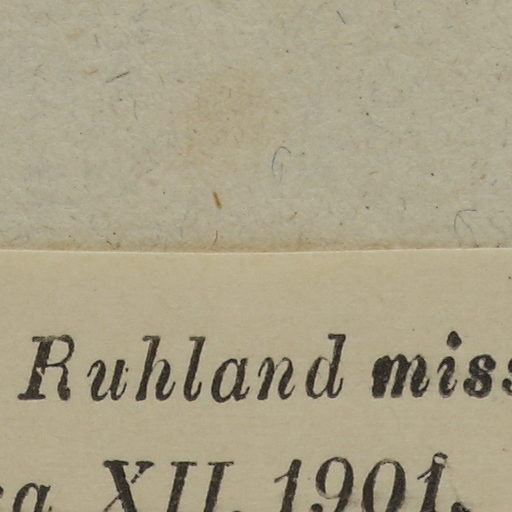 Ruhland miss
XII. 1901.